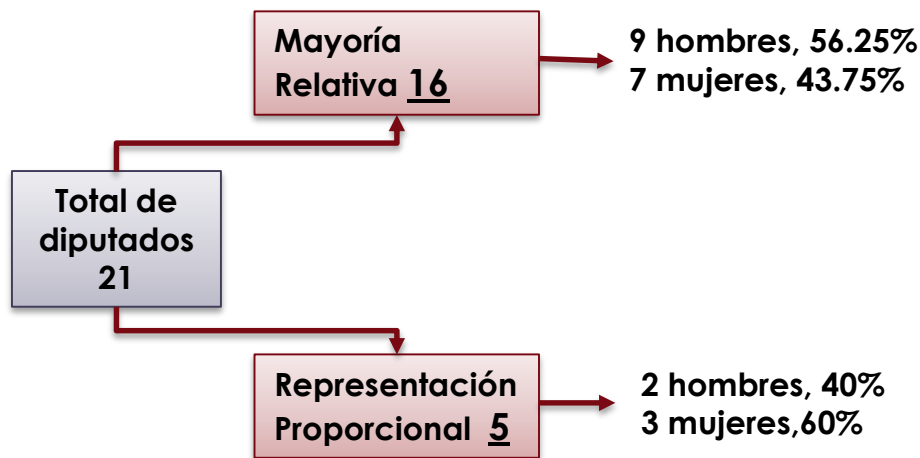 Total de
diputados
21
Mayoría
Relativa 16
9 hombres, 56.25%
7 mujeres, 43.75%
Representación
Proporcional 5
2 hombres, 40%
3 mujeres,60%